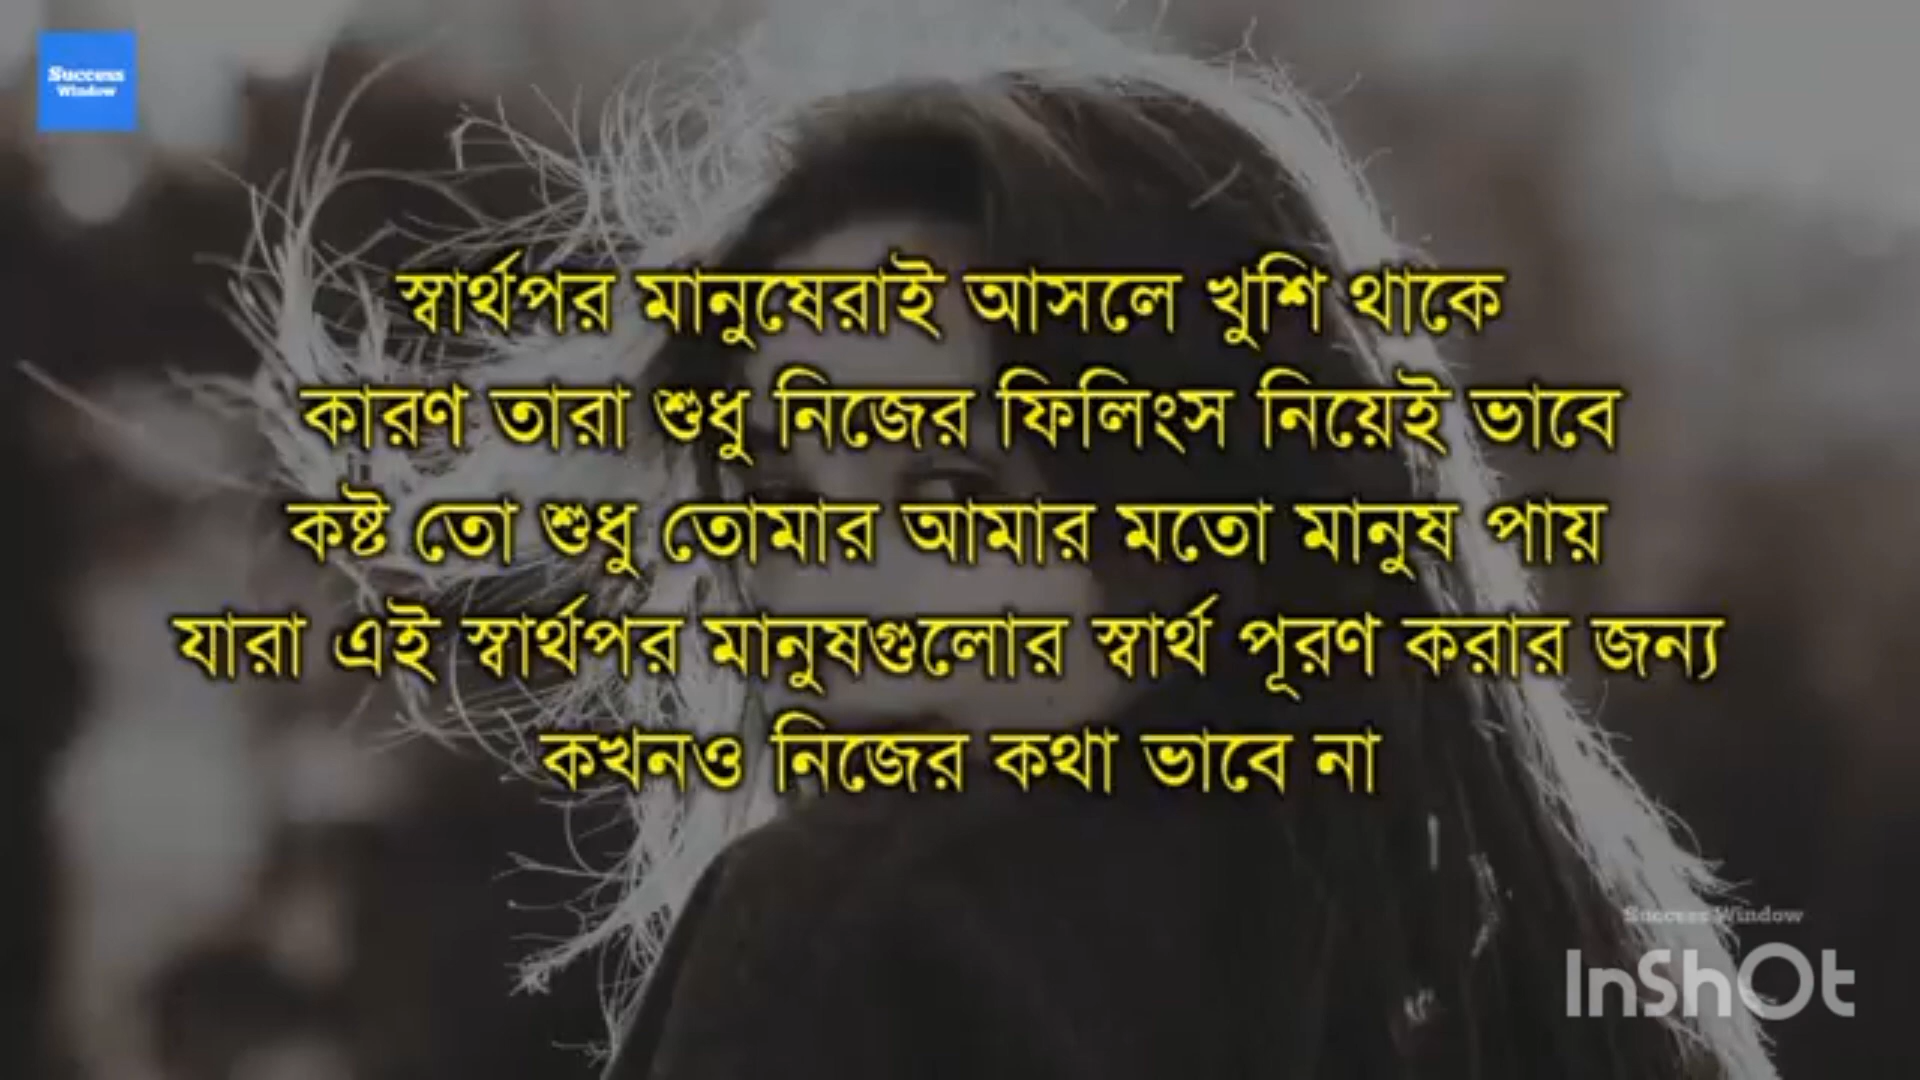 Success
Window
স্বার্থপর মানুষেরাই আসলে খুশি থাকে
কারণ তারা শুধু নিজের ফিলিংস নিয়েই ভাবে
কষ্ট তো শুধু তোমার আমার মতো মানুষ পায়
যারা এই স্বার্থপর মানুষগুলোর স্বার্থ পূরণ করার জন্য
কখনও নিজের কথা ভাবে না
Success Window
InShOt